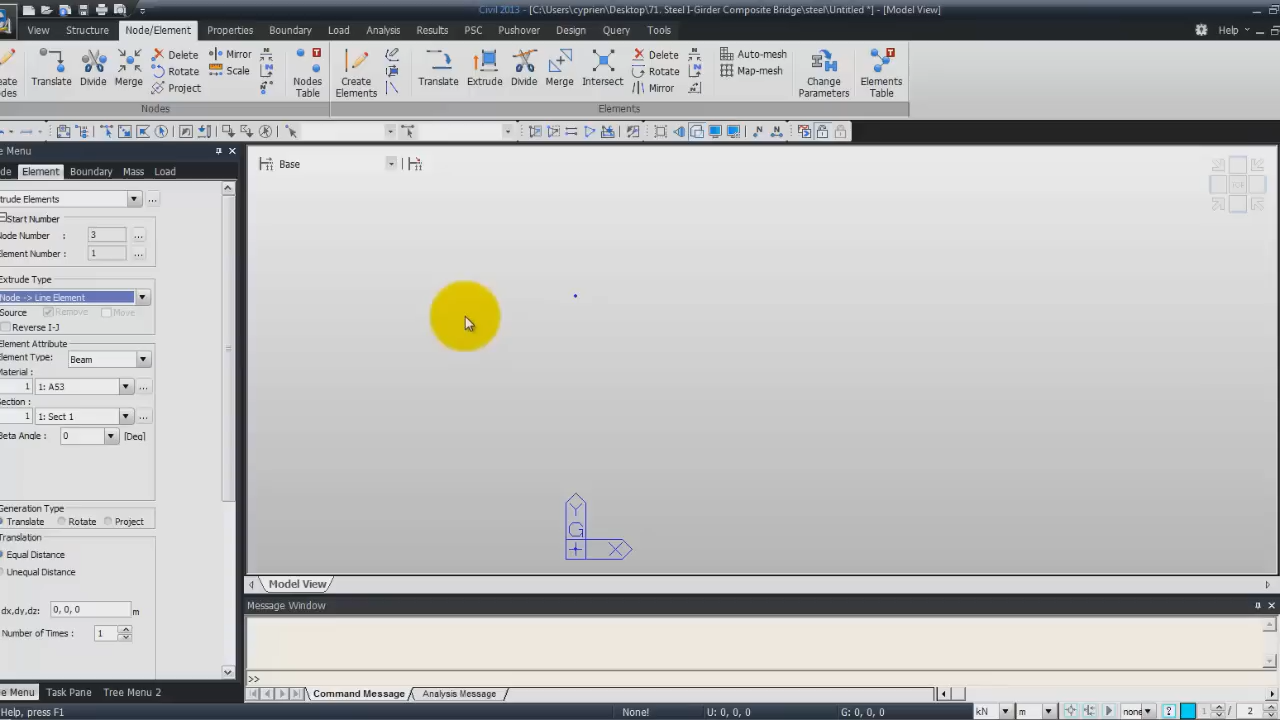 Civil 2013 - [C:\Users\cyprien\Desktop\71. Steel I-Girder Composite Bridge\steel\Untitled *] - [Model View]
View Structure Node/Element Properties Boundary Load Analysis Results PSC Pushover Design Query Tools Help
Translate Divide Merge Delete Rotate Project Mirror Scale Nodes Table
Create Elements Translate Extrude Divide Merge Intersect Delete Rotate Mirror Auto-mesh Map-mesh Change Parameters Elements Table
Nodes Elements
Menu
Element Boundary Mass Load
Base
trude Elements
Start Number
Node Number : 3
Element Number : 1
Extrude Type
Node -> Line Element
Source Remove Move
Reverse I-J
Element Attribute
Element Type: Beam
Material :
1 1: A53
Section :
1 1: Sect 1
Beta Angle : 0 [Deg]
Generation Type
Translate Rotate Project
Translation
Equal Distance
Unequal Distance
dx,dy,dz: 0, 0, 0 m
Number of Times : 1
Y
G
X
Model View
Message Window
>>
Command Message Analysis Message
ee Menu Task Pane Tree Menu 2
Help, press F1 None! U: 0, 0, 0 G: 0, 0, 0 kN m none ? 1 / 2